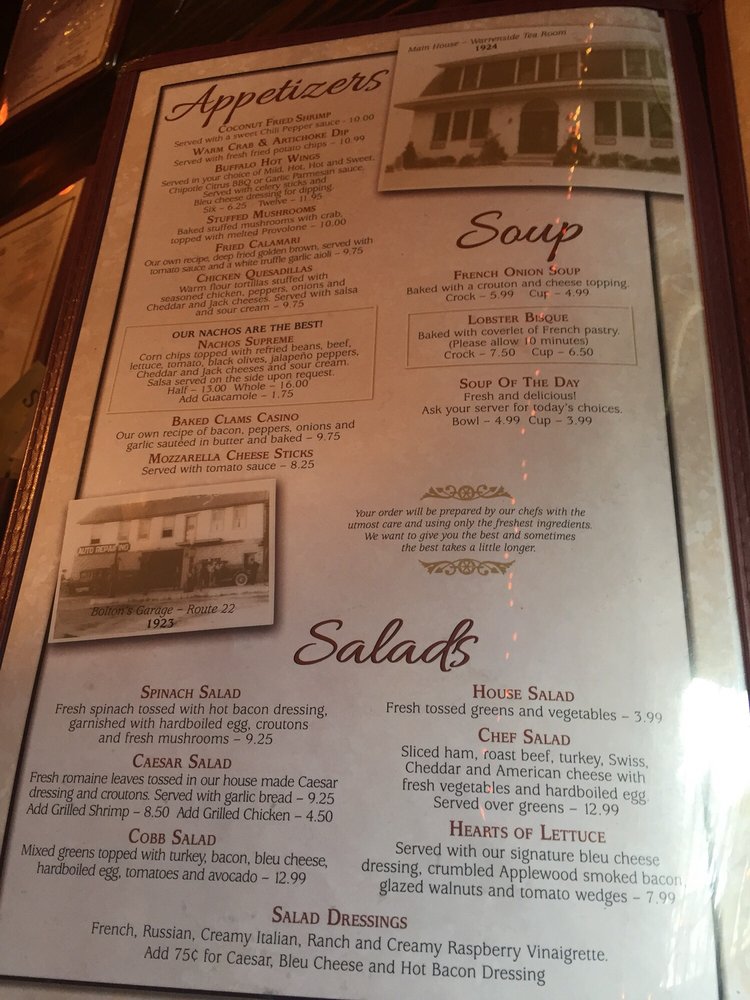 Main House – Warrenside Tea Room
1924
Appetizers
Coconut Fried Shrimp
Served with a sweet Chili Pepper sauce - 10.00
Warm Crab & Artichoke Dip
Served with fresh fried potato chips – 10.99
Buffalo Hot Wings
Served in your choice of Mild, Hot, Hot and Sweet,
Chipotle Citrus BBQ or Garlic Parmesan sauce,
Served with celery sticks and
Bleu cheese dressing for dipping.
Six – 6.25 Twelve – 11.95
Stuffed Mushrooms
Baked stuffed mushrooms with crab,
topped with melted Provolone – 10.00
Fried Calamari
Our own recipe, deep fried golden brown, served with
tomato sauce and a white truffle garlic aioli – 9.75
Chicken Quesadillas
Warm flour tortillas stuffed with
seasoned chicken, peppers, onions and
Cheddar and Jack cheeses. Served with salsa
and sour cream – 9.75
OUR NACHOS ARE THE BEST!
Nachos Supreme
Corn chips topped with refried beans, beef,
lettuce, tomato, black olives, jalapeño peppers,
Cheddar and Jack cheeses and sour cream.
Salsa served on the side upon request.
Half – 13.00 Whole – 16.00
Add Guacamole – 1.75
Baked Clams Casino
Our own recipe of bacon, peppers, onions and
garlic sautéed in butter and baked – 9.75
Mozzarella Cheese Sticks
Served with tomato sauce – 8.25
Soup
French Onion Soup
Baked with a crouton and cheese topping.
Crock – 5.99 Cup – 4.99
Lobster Bisque
Baked with coverlet of French pastry.
(Please allow 10 minutes)
Crock – 7.50 Cup – 6.50
Soup Of The Day
Fresh and delicious!
Ask your server for today's choices.
Bowl – 4.99 Cup – 3.99
Your order will be prepared by our chefs with the
utmost care and using only the freshest ingredients.
We want to give you the best and sometimes
the best takes a little longer.
AUTO REPAIRING
Bolton's Garage – Route 22
1923
Salads
Spinach Salad
Fresh spinach tossed with hot bacon dressing,
garnished with hardboiled egg, croutons
and fresh mushrooms – 9.25
Caesar Salad
Fresh romaine leaves tossed in our house made Caesar
dressing and croutons. Served with garlic bread – 9.25
Add Grilled Shrimp – 8.50 Add Grilled Chicken – 4.50
Cobb Salad
Mixed greens topped with turkey, bacon, bleu cheese,
hardboiled egg, tomatoes and avocado – 12.99
House Salad
Fresh tossed greens and vegetables – 3.99
Chef Salad
Sliced ham, roast beef, turkey, Swiss,
Cheddar and American cheese with
fresh vegetables and hardboiled egg.
Served over greens – 12.99
Hearts of Lettuce
Served with our signature bleu cheese
dressing, crumbled Applewood smoked bacon,
glazed walnuts and tomato wedges – 7.99
Salad Dressings
French, Russian, Creamy Italian, Ranch and Creamy Raspberry Vinaigrette.
Add 75¢ for Caesar, Bleu Cheese and Hot Bacon Dressing